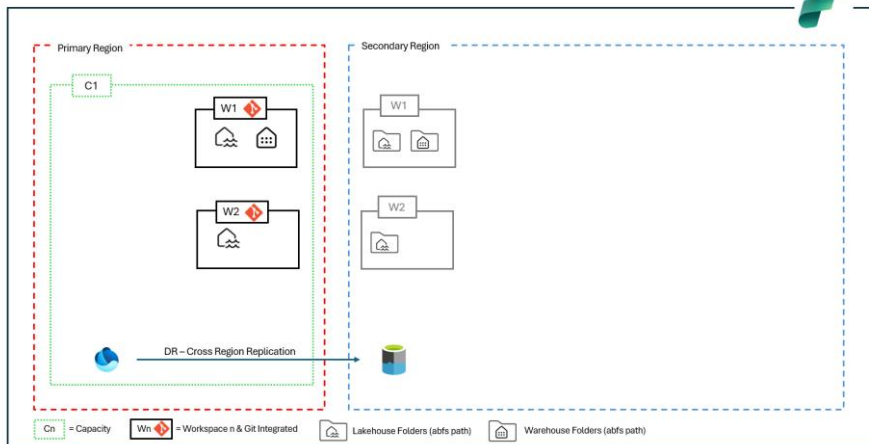 Primary Region
Secondary Region
C1
W1
W1
W2
W2
DR – Cross Region Replication
Cn = Capacity
Wn = Workspace n & Git Integrated
Lakehouse Folders (abfs path)
Warehouse Folders (abfs path)